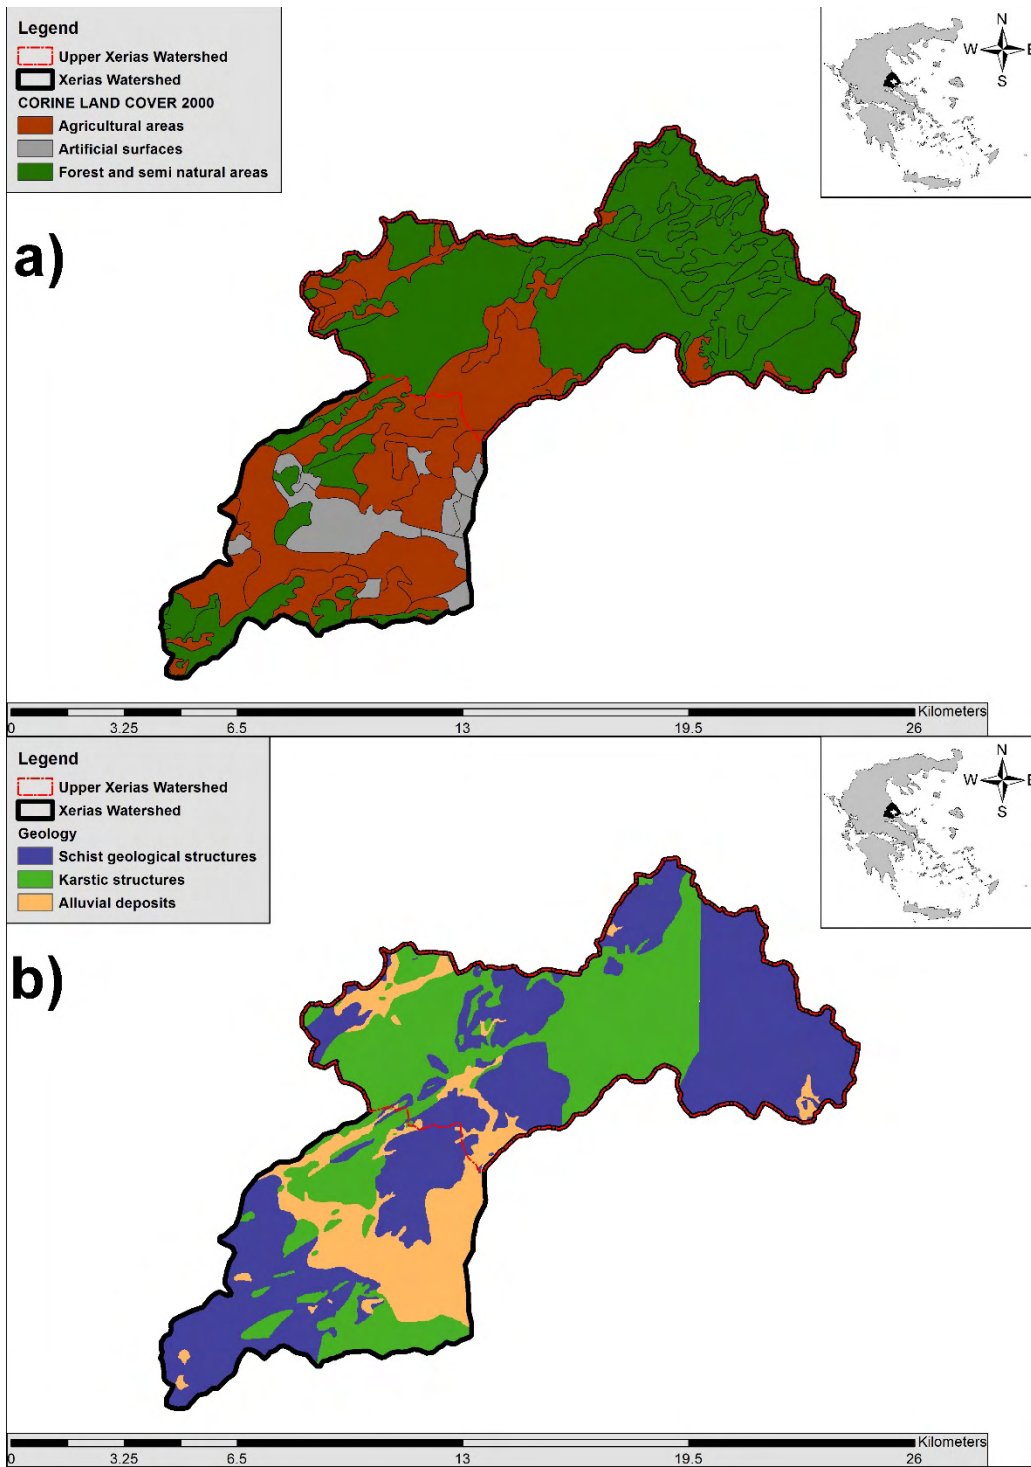 Legend
Upper Xerias Watershed
Xerias Watershed
CORINE LAND COVER 2000
Agricultural areas
Artificial surfaces
Forest and semi natural areas
N
W E
S
a)
Kilometers
0 3.25 6.5 13 19.5 26
Legend
Upper Xerias Watershed
Xerias Watershed
Geology
Schist geological structures
Karstic structures
Alluvial deposits
N
W E
S
b)
Kilometers
0 3.25 6.5 13 19.5 26